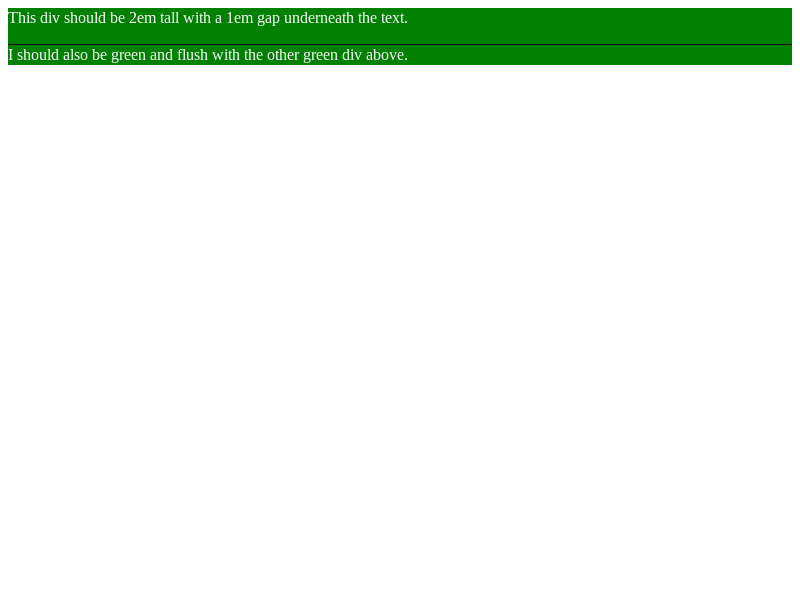 This div should be 2em tall with a 1em gap underneath the text.
I should also be green and flush with the other green div above.